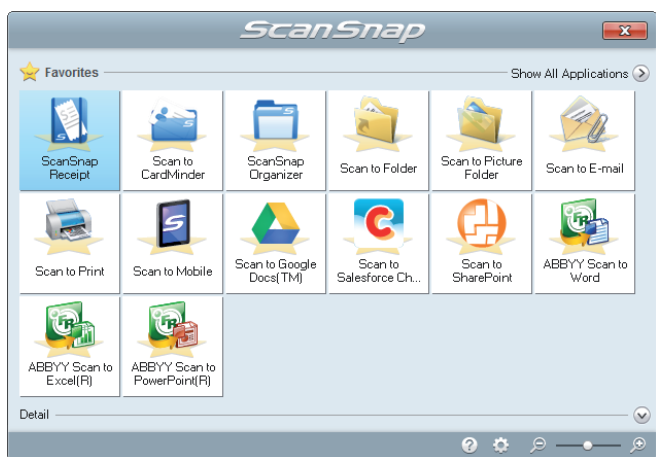 ScanSnap
Favorites
Show All Applications
ScanSnap
Receipt
Scan to
CardMinder
ScanSnap
Organizer
Scan to Folder
Scan to Picture
Folder
Scan to E-mail
Scan to Print
Scan to Mobile
Scan to Google
Docs(TM)
Scan to
Salesforce Ch...
Scan to
SharePoint
ABBYY Scan to
Word
ABBYY Scan to
Excel(R)
ABBYY Scan to
PowerPoint(R)
Detail